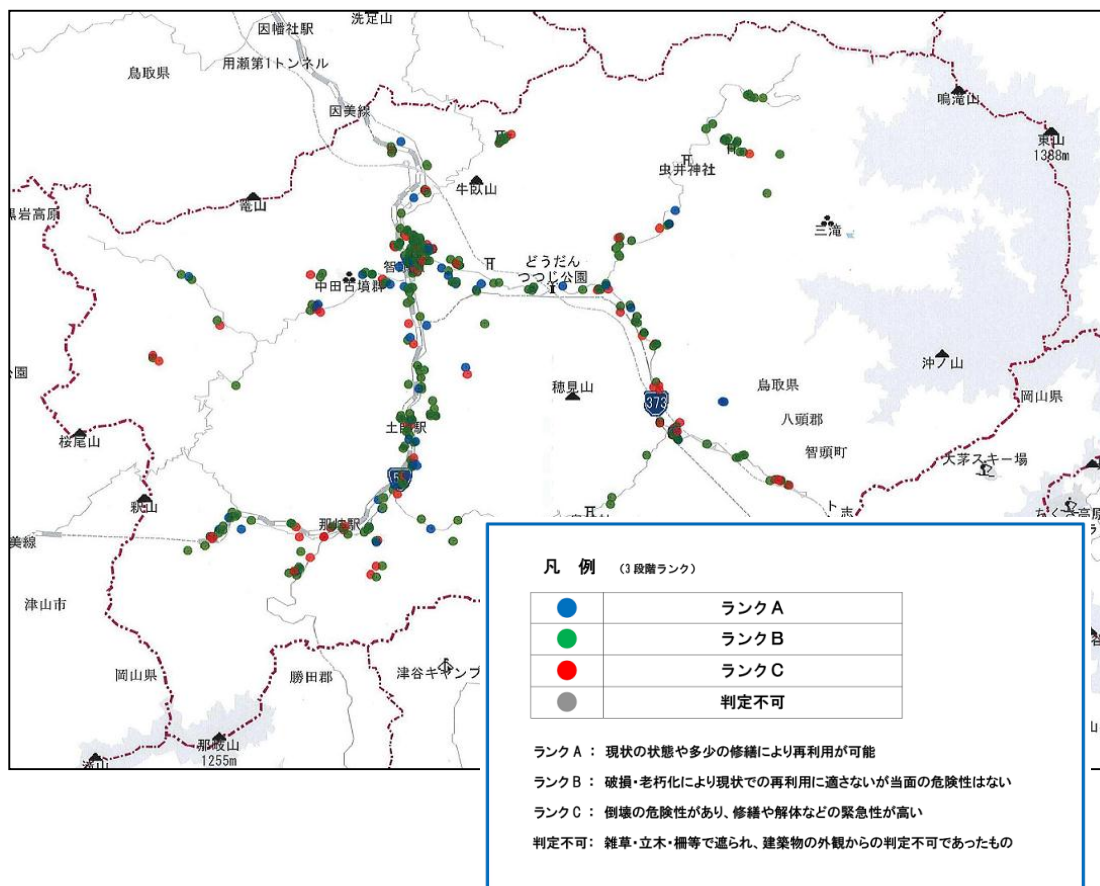 因幡社駅
洗足山
用瀬第1トンネル
鳥取県
因美線
鳴滝山
東山
1388m
虫井神社
牛臥山
竜山
黒岩高原
三滝
どうだん
つつじ公園
中田古墳群
沖ノ山
岡山県
公園
穂見山
鳥取県
373
八頭郡
土師駅
智頭町
桜尾山
大茅スキー場
那岐駅
美線
津山市
岡山県
勝田郡
津谷キャンプ
那岐山
1255m
凡 例 (3段階ランク)
ランクA
ランクB
ランクC
判定不可
ランクA : 現状の状態や多少の修繕により再利用が可能
ランクB : 破損・老朽化により現状での再利用に適さないが当面の危険性はない
ランクC : 倒壊の危険性があり、修繕や解体などの緊急性が高い
判定不可: 雑草・立木・柵等で遮られ、建築物の外観からの判定不可であったもの